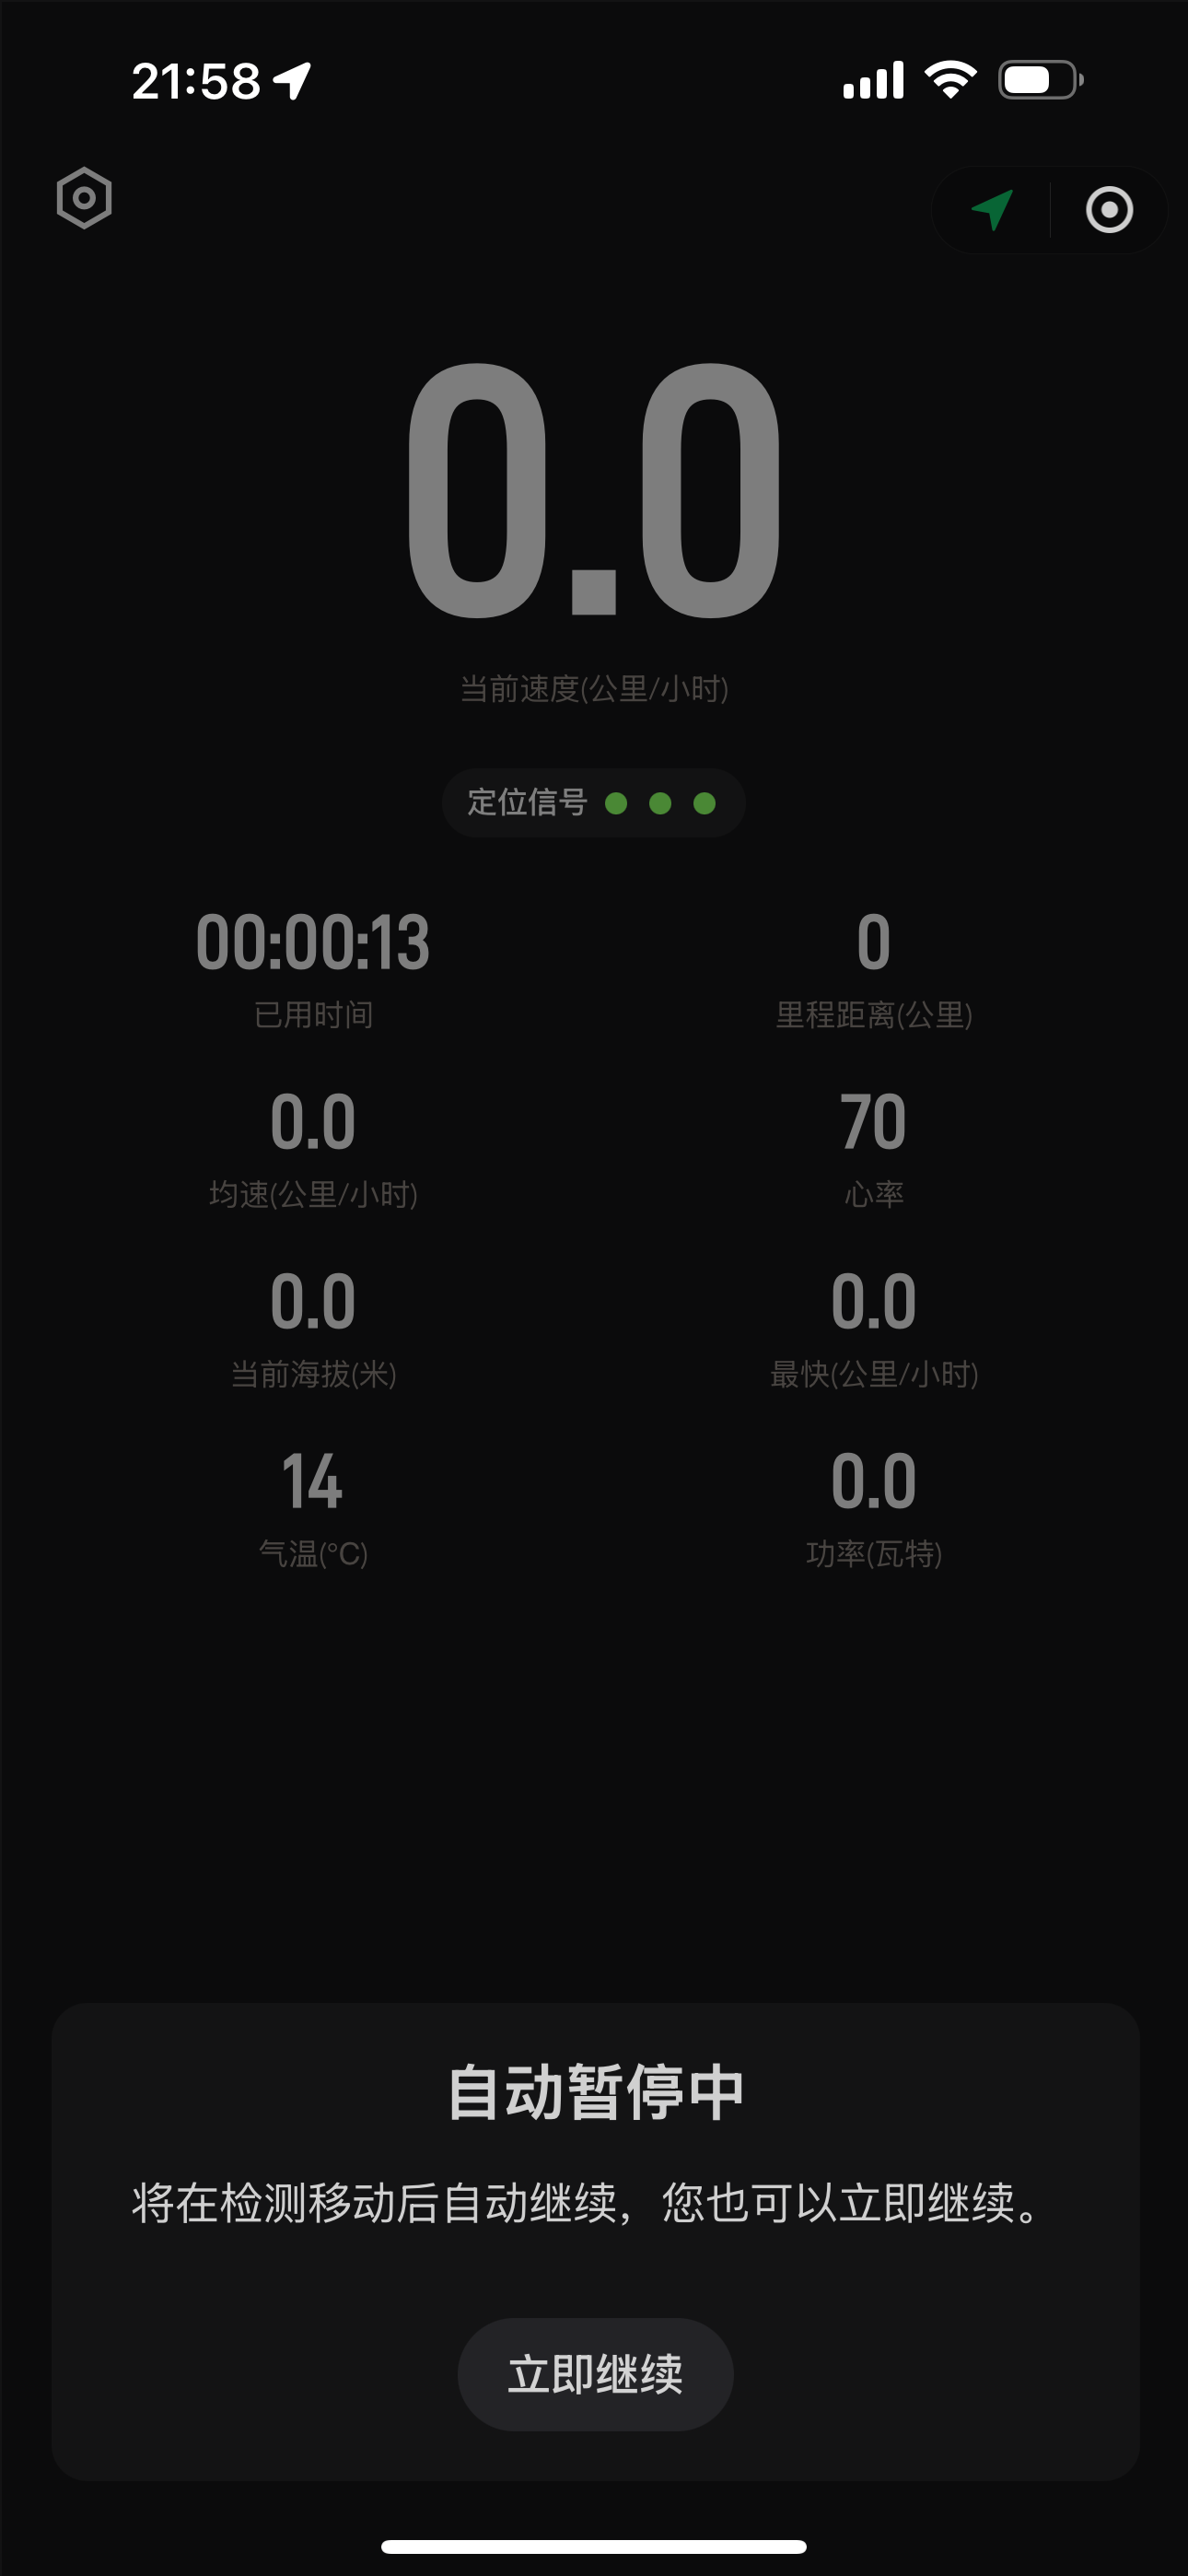 21:58
0.0
当前速度(公里/小时)
定位信号
00:00:13
0
已用时间
里程距离(公里)
0.0
70
均速(公里/小时)
心率
0.0
0.0
当前海拔(米)
最快(公里/小时)
14
0.0
气温(°C)
功率(瓦特)
自动暂停中
将在检测移动后自动继续，您也可以立即继续。
立即继续